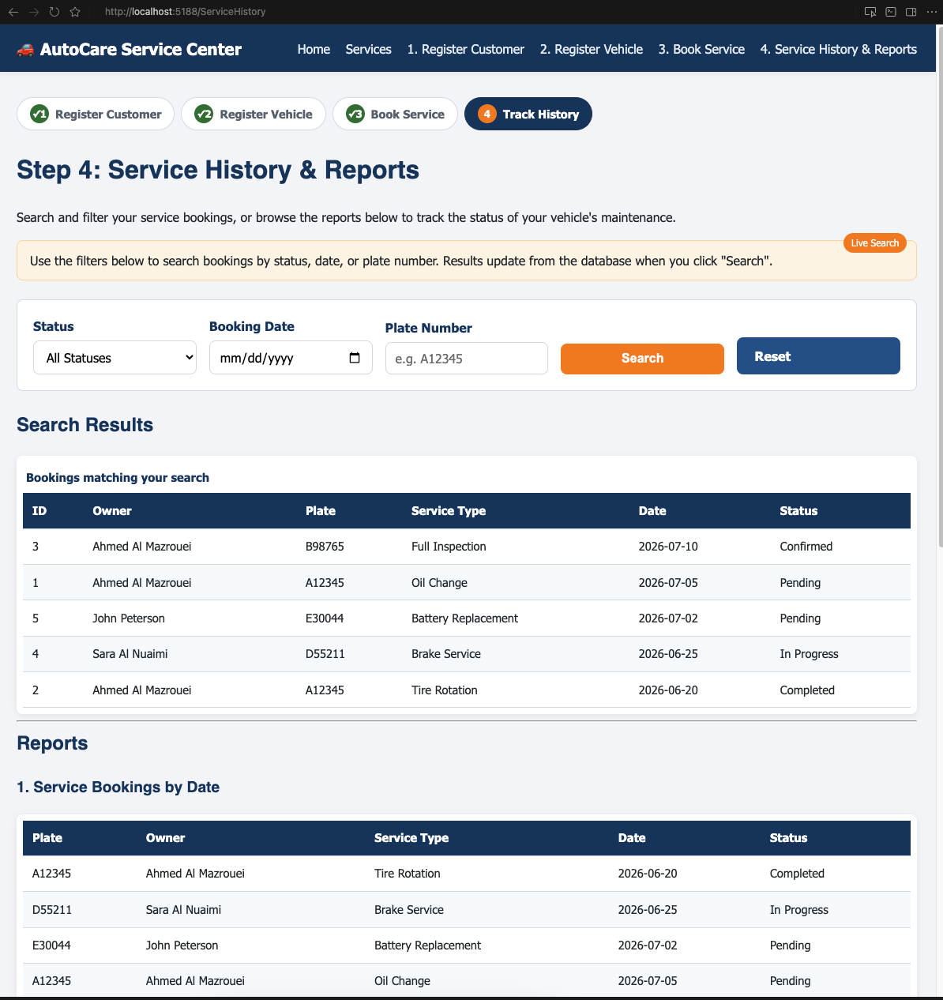 http://localhost:5188/ServiceHistory
AutoCare Service Center Home Services 1. Register Customer 2. Register Vehicle 3. Book Service 4. Service History & Reports
✓1 Register Customer ✓2 Register Vehicle ✓3 Book Service 4 Track History
Step 4: Service History & Reports
Search and filter your service bookings, or browse the reports below to track the status of your vehicle's maintenance.
Live Search
Use the filters below to search bookings by status, date, or plate number. Results update from the database when you click "Search".
Status Booking Date Plate Number
All Statuses mm/dd/yyyy e.g. A12345 Search Reset
Search Results
Bookings matching your search
ID Owner Plate Service Type Date Status
3 Ahmed Al Mazrouei B98765 Full Inspection 2026-07-10 Confirmed
1 Ahmed Al Mazrouei A12345 Oil Change 2026-07-05 Pending
5 John Peterson E30044 Battery Replacement 2026-07-02 Pending
4 Sara Al Nuaimi D55211 Brake Service 2026-06-25 In Progress
2 Ahmed Al Mazrouei A12345 Tire Rotation 2026-06-20 Completed
Reports
1. Service Bookings by Date
Plate Owner Service Type Date Status
A12345 Ahmed Al Mazrouei Tire Rotation 2026-06-20 Completed
D55211 Sara Al Nuaimi Brake Service 2026-06-25 In Progress
E30044 John Peterson Battery Replacement 2026-07-02 Pending
A12345 Ahmed Al Mazrouei Oil Change 2026-07-05 Pending